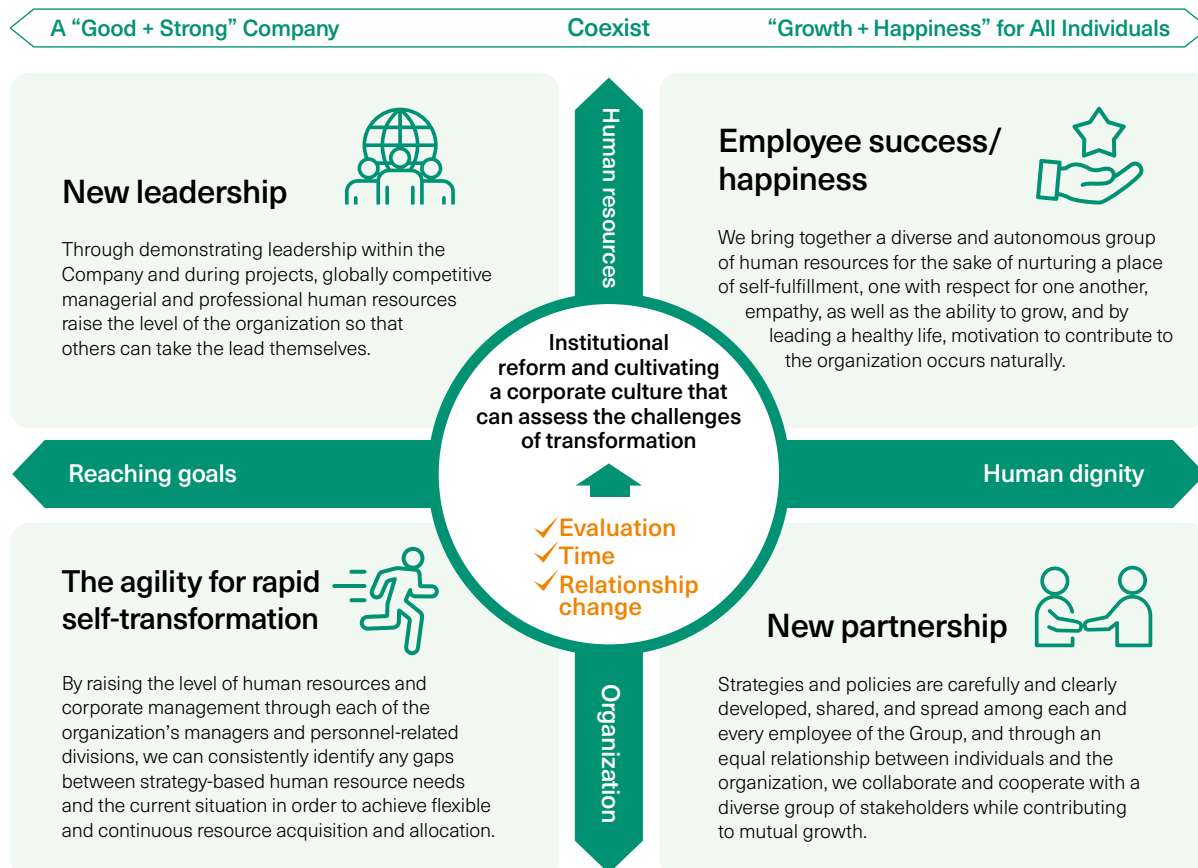 A “Good + Strong” Company
Coexist
“Growth + Happiness” for All Individuals
Human resources
New leadership
Through demonstrating leadership within the
Company and during projects, globally competitive
managerial and professional human resources
raise the level of the organization so that
others can take the lead themselves.
Employee success/
happiness
We bring together a diverse and autonomous group
of human resources for the sake of nurturing a place
of self-fulfillment, one with respect for one another,
empathy, as well as the ability to grow, and by
leading a healthy life, motivation to contribute to
the organization occurs naturally.
Institutional
reform and cultivating
a corporate culture that
can assess the challenges
of transformation
Evaluation
Time
Relationship
change
Reaching goals
Human dignity
The agility for rapid
self-transformation
By raising the level of human resources and
corporate management through each of the
organization’s managers and personnel-related
divisions, we can consistently identify any gaps
between strategy-based human resource needs
and the current situation in order to achieve flexible
and continuous resource acquisition and allocation.
Organization
New partnership
Strategies and policies are carefully and clearly
developed, shared, and spread among each and
every employee of the Group, and through an
equal relationship between individuals and the
organization, we collaborate and cooperate with a
diverse group of stakeholders while contributing
to mutual growth.